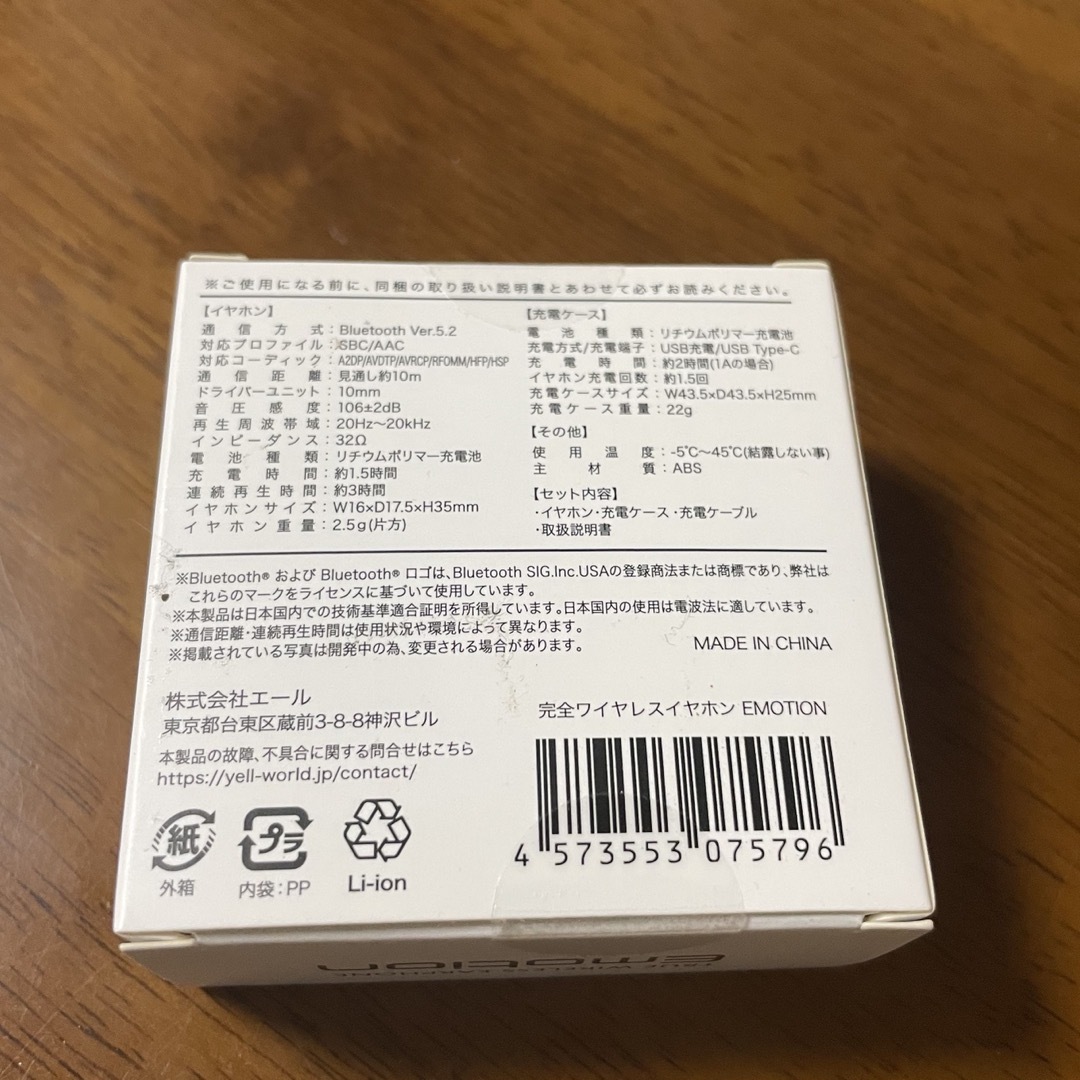 ※ご使用になる前に、同梱の取り扱い説明書とあわせて必ずお読みください。
【イヤホン】
通信方式：Bluetooth Ver.5.2
対応プロファイル：SBC/AAC
対応コーディック：A2DP/AVDTP/AVRCP/RFOMM/HFP/HSP
通信距離：見通し約10m
ドライバーユニット：10mm
音圧感度：106±2dB
再生周波帯域：20Hz～20kHz
インピーダンス：32Ω
電池種類：リチウムポリマー充電池
充電時間：約1.5時間
連続再生時間：約3時間
イヤホンサイズ：W16×D17.5×H35mm
イヤホン重量：2.5g(片方)
【充電ケース】
電池種類：リチウムポリマー充電池
充電方式/充電端子：USB充電/USB Type-C
充電時間：約2時間(1Aの場合)
イヤホン充電回数：約1.5回
充電ケースサイズ：W43.5×D43.5×H25mm
充電ケース重量：22g
【その他】
使用温度：-5℃～45℃(結露しない事)
主材質：ABS
【セット内容】
・イヤホン・充電ケース・充電ケーブル
・取扱説明書
※Bluetooth® および Bluetooth® ロゴは、Bluetooth SIG.Inc.USAの登録商法または商標であり、弊社は
これらのマークをライセンスに基づいて使用しています。
※本製品は日本国内での技術基準適合証明を所得しています。日本国内の使用は電波法に適しています。
※通信距離・連続再生時間は使用状況や環境によって異なります。
※掲載されている写真は開発中の為、変更される場合があります。
MADE IN CHINA
株式会社エール
東京都台東区蔵前3-8-8神沢ビル
本製品の故障、不具合に関する問合せはこちら
https://yell-world.jp/contact/
紙
外箱
プラ
内袋：PP
Li-ion
完全ワイヤレスイヤホン EMOTION
4 573553 075796
TRUE WIRELESS EARPHONE
Emotion